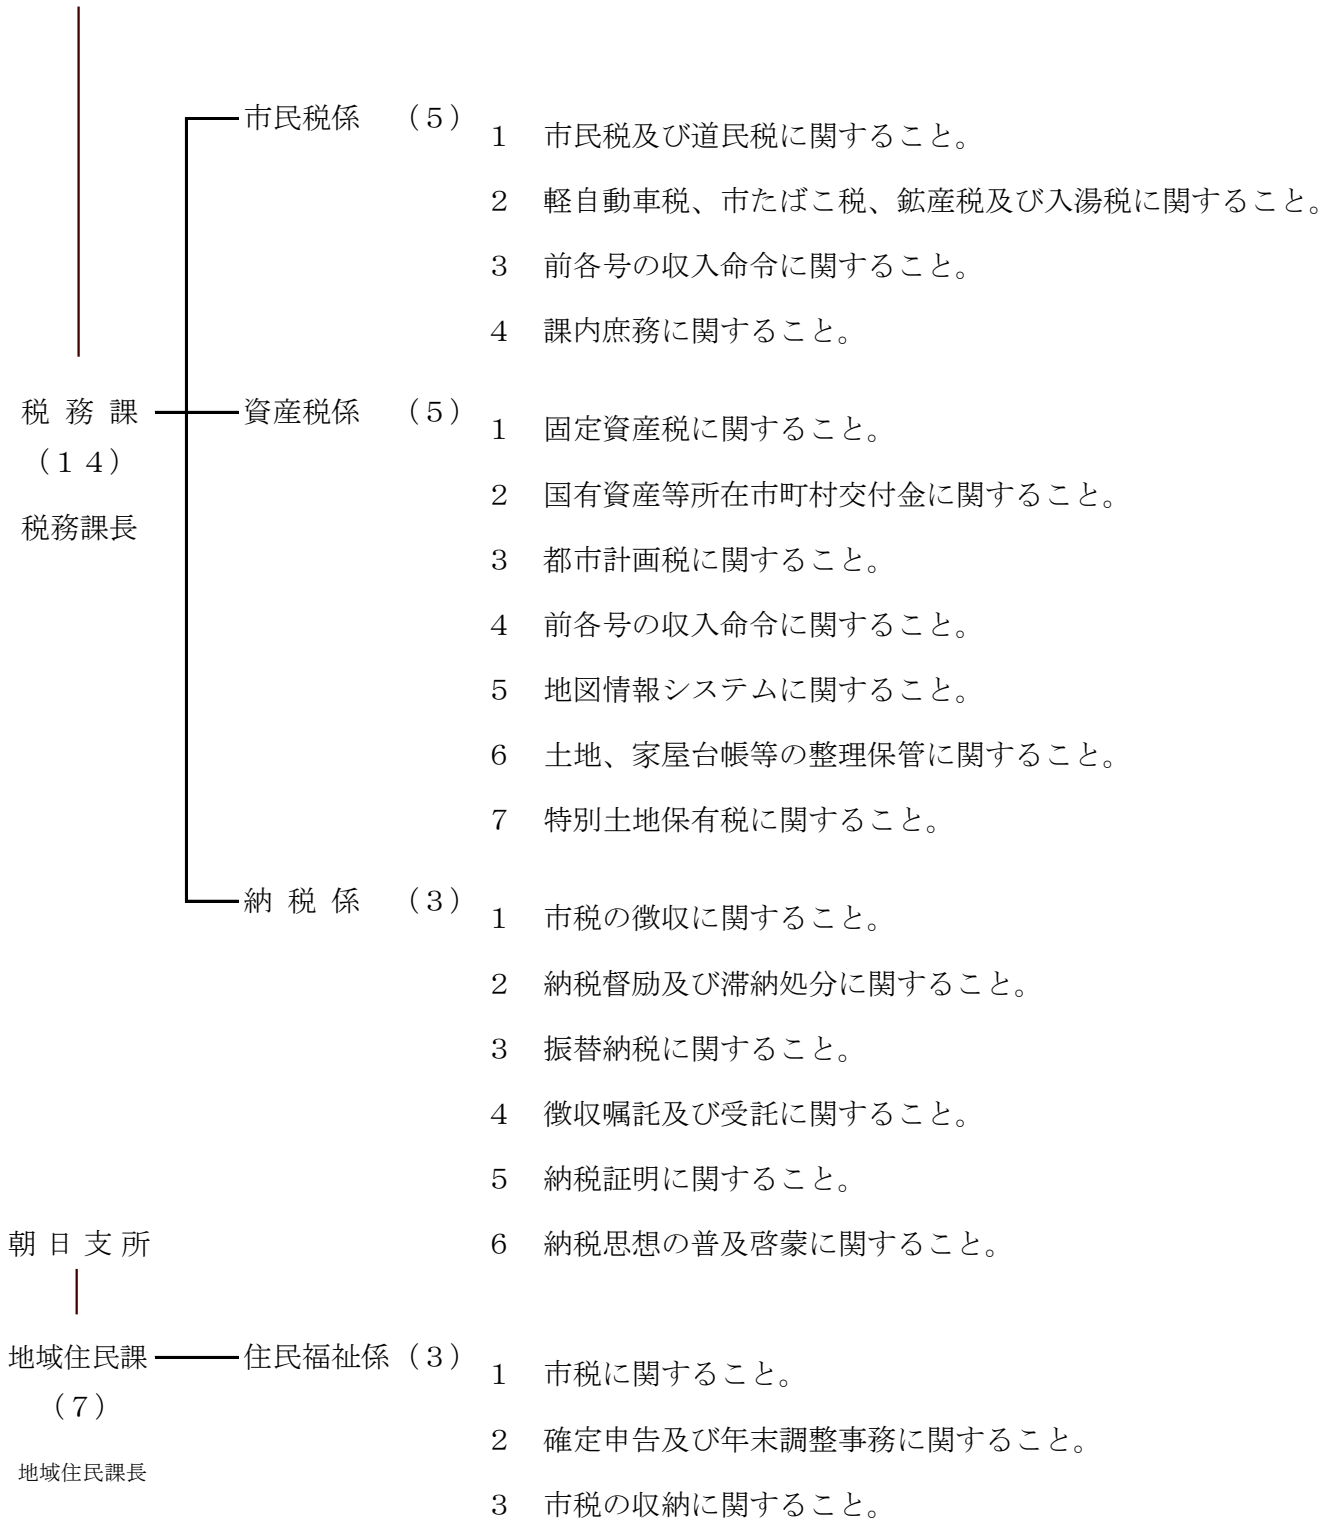 市民税係　（５）
１　市民税及び道民税に関すること。
２　軽自動車税、市たばこ税、鉱産税及び入湯税に関すること。
３　前各号の収入命令に関すること。
４　課内庶務に関すること。
税 務 課
（１４）
税務課長
資産税係　（５）
１　固定資産税に関すること。
２　国有資産等所在市町村交付金に関すること。
３　都市計画税に関すること。
４　前各号の収入命令に関すること。
５　地図情報システムに関すること。
６　土地、家屋台帳等の整理保管に関すること。
７　特別土地保有税に関すること。
納 税 係　（３）
１　市税の徴収に関すること。
２　納税督励及び滞納処分に関すること。
３　振替納税に関すること。
４　徴収嘱託及び受託に関すること。
５　納税証明に関すること。
６　納税思想の普及啓蒙に関すること。
朝 日 支 所
地域住民課
（７）
地域住民課長
住民福祉係（３）
１　市税に関すること。
２　確定申告及び年末調整事務に関すること。
３　市税の収納に関すること。